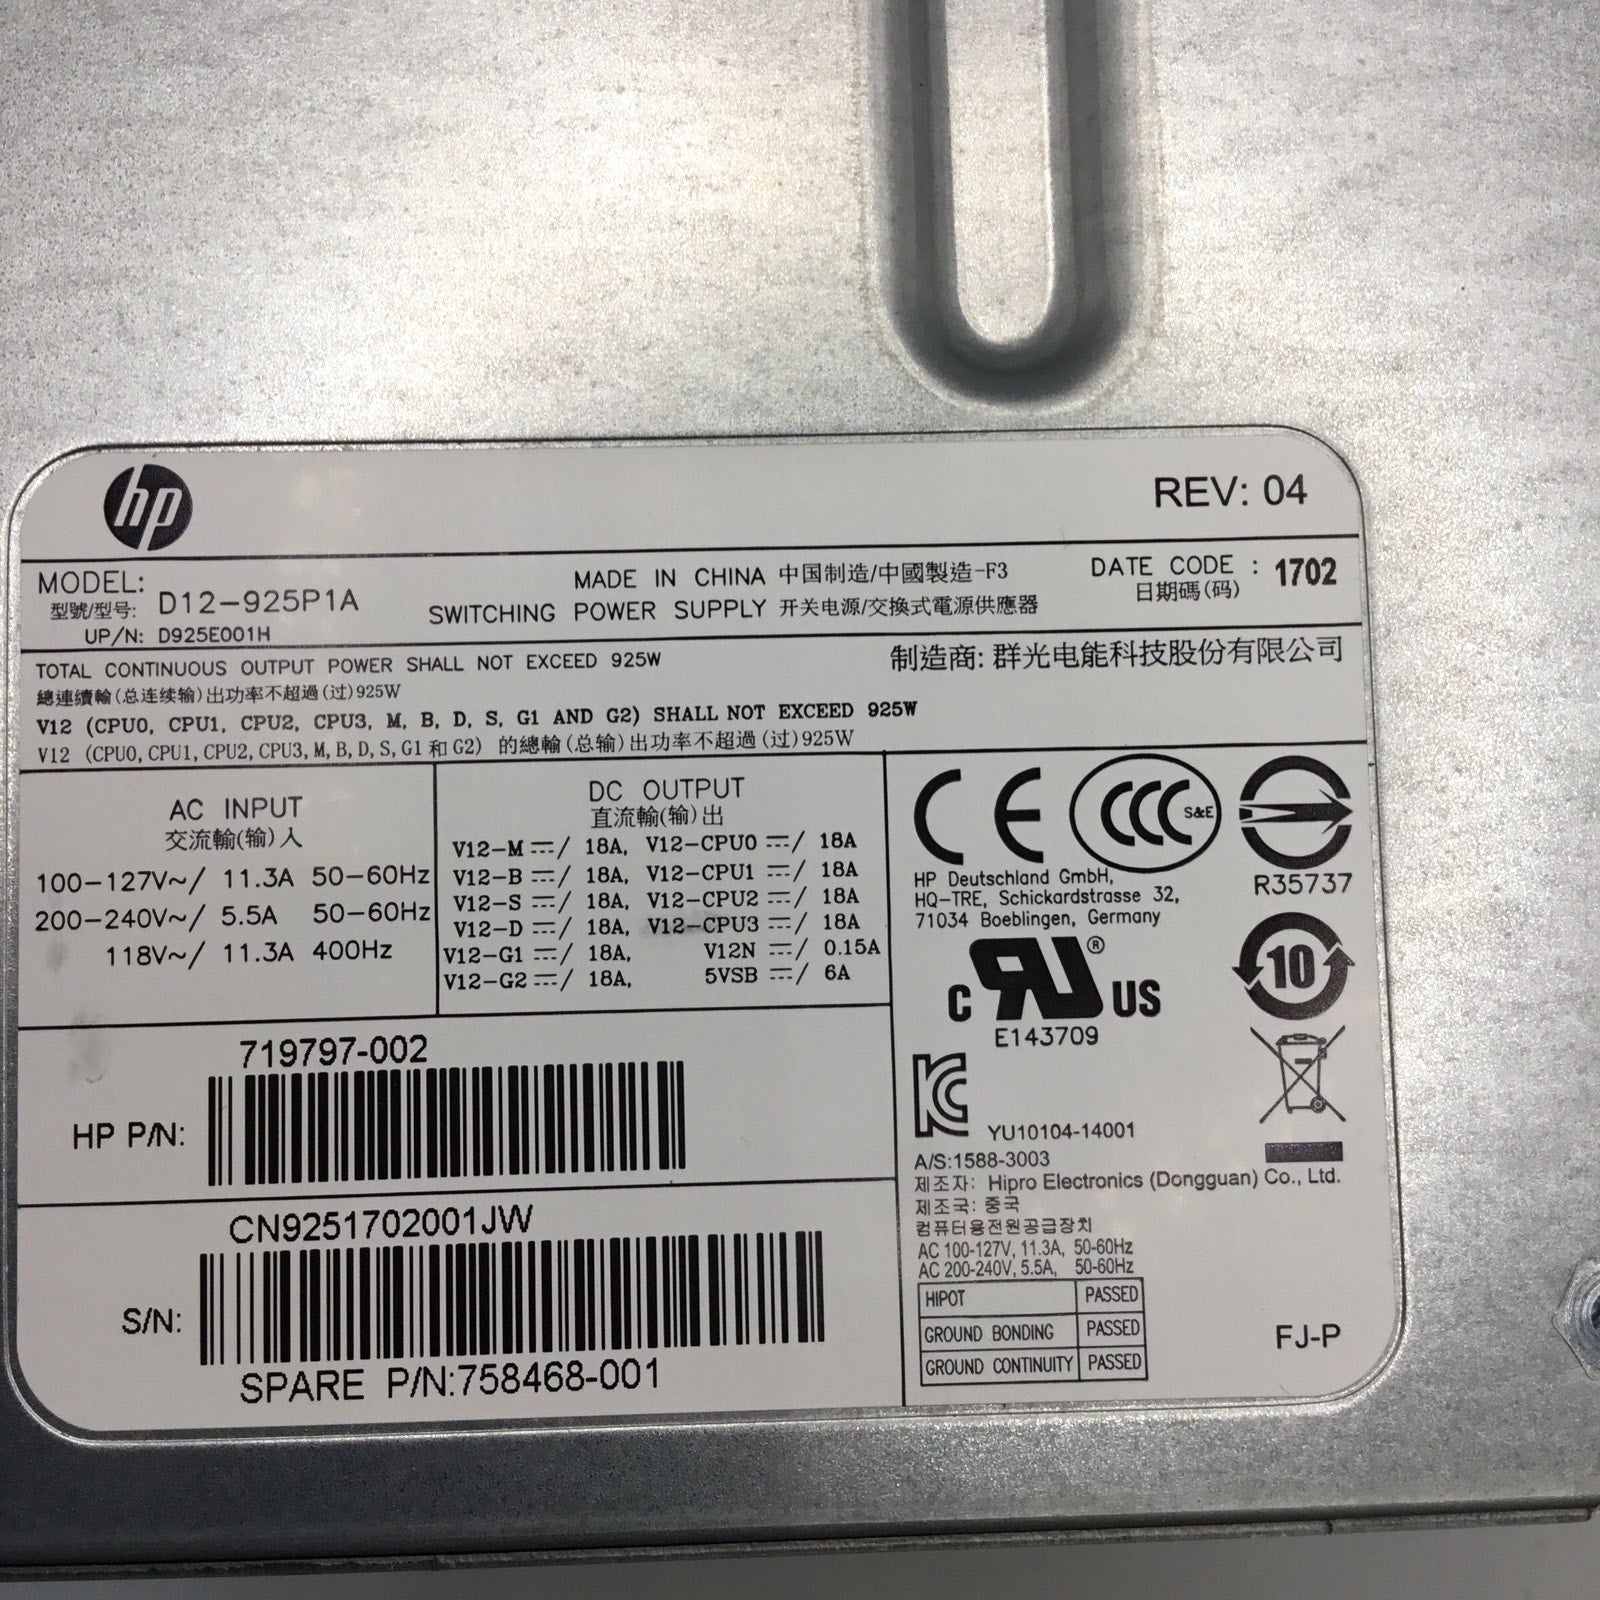 hp
REV: 04
MODEL:
型號/型号: D12-925P1A
UP/N: D925E001H
MADE IN CHINA 中国制造/中國製造-F3
SWITCHING POWER SUPPLY 开关电源/交換式電源供應器
DATE CODE : 1702
日期碼(码)
TOTAL CONTINUOUS OUTPUT POWER SHALL NOT EXCEED 925W
總連續輸(总连续输)出功率不超過(过)925W
制造商: 群光电能科技股份有限公司
V12 (CPU0, CPU1, CPU2, CPU3, M, B, D, S, G1 AND G2) SHALL NOT EXCEED 925W
V12 (CPU0, CPU1, CPU2, CPU3, M, B, D, S, G1 和 G2) 的總輸(总输)出功率不超過(过)925W
AC INPUT
交流輸(输)入
100-127V~/ 11.3A 50-60Hz
200-240V~/ 5.5A 50-60Hz
118V~/ 11.3A 400Hz
DC OUTPUT
直流輸(输)出
V12-M ⎓/ 18A, V12-CPU0 ⎓/ 18A
V12-B ⎓/ 18A, V12-CPU1 ⎓/ 18A
V12-S ⎓/ 18A, V12-CPU2 ⎓/ 18A
V12-D ⎓/ 18A, V12-CPU3 ⎓/ 18A
V12-G1 ⎓/ 18A, V12N ⎓/ 0.15A
V12-G2 ⎓/ 18A, 5VSB ⎓/ 6A
719797-002
HP P/N:
CN9251702001JW
S/N:
SPARE P/N:758468-001
CE CCC S&E
R35737
HP Deutschland GmbH,
HQ-TRE, Schickardstrasse 32,
71034 Boeblingen, Germany
10
C RU ® US
E143709
KC YU10104-14001
A/S:1588-3003
제조자: Hipro Electronics (Dongguan) Co., Ltd.
제조국: 중국
컴퓨터용전원공급장치
AC 100-127V, 11.3A, 50-60Hz
AC 200-240V, 5.5A, 50-60Hz
HIPOT PASSED
GROUND BONDING PASSED
GROUND CONTINUITY PASSED
FJ-P